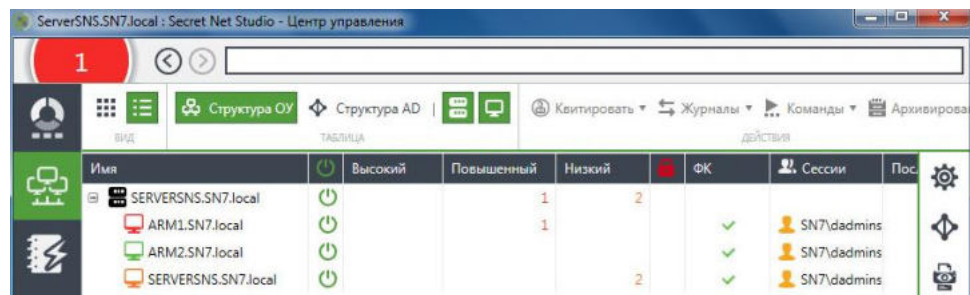 ServerSNS.SN7.local : Secret Net Studio - Центр управления
1
Структура ОУ Структура AD | Квитировать Журналы Команды Архивирова
ВИД ТАБЛИЦА ДЕЙСТВИЯ
Имя Высокий Повышенный Низкий ФК Сессии Пос
SERVERSNS.SN7.local 1 2
ARM1.SN7.local 1 SN7\dadmins
ARM2.SN7.local SN7\dadmins
SERVERSNS.SN7.local 2 SN7\dadmins